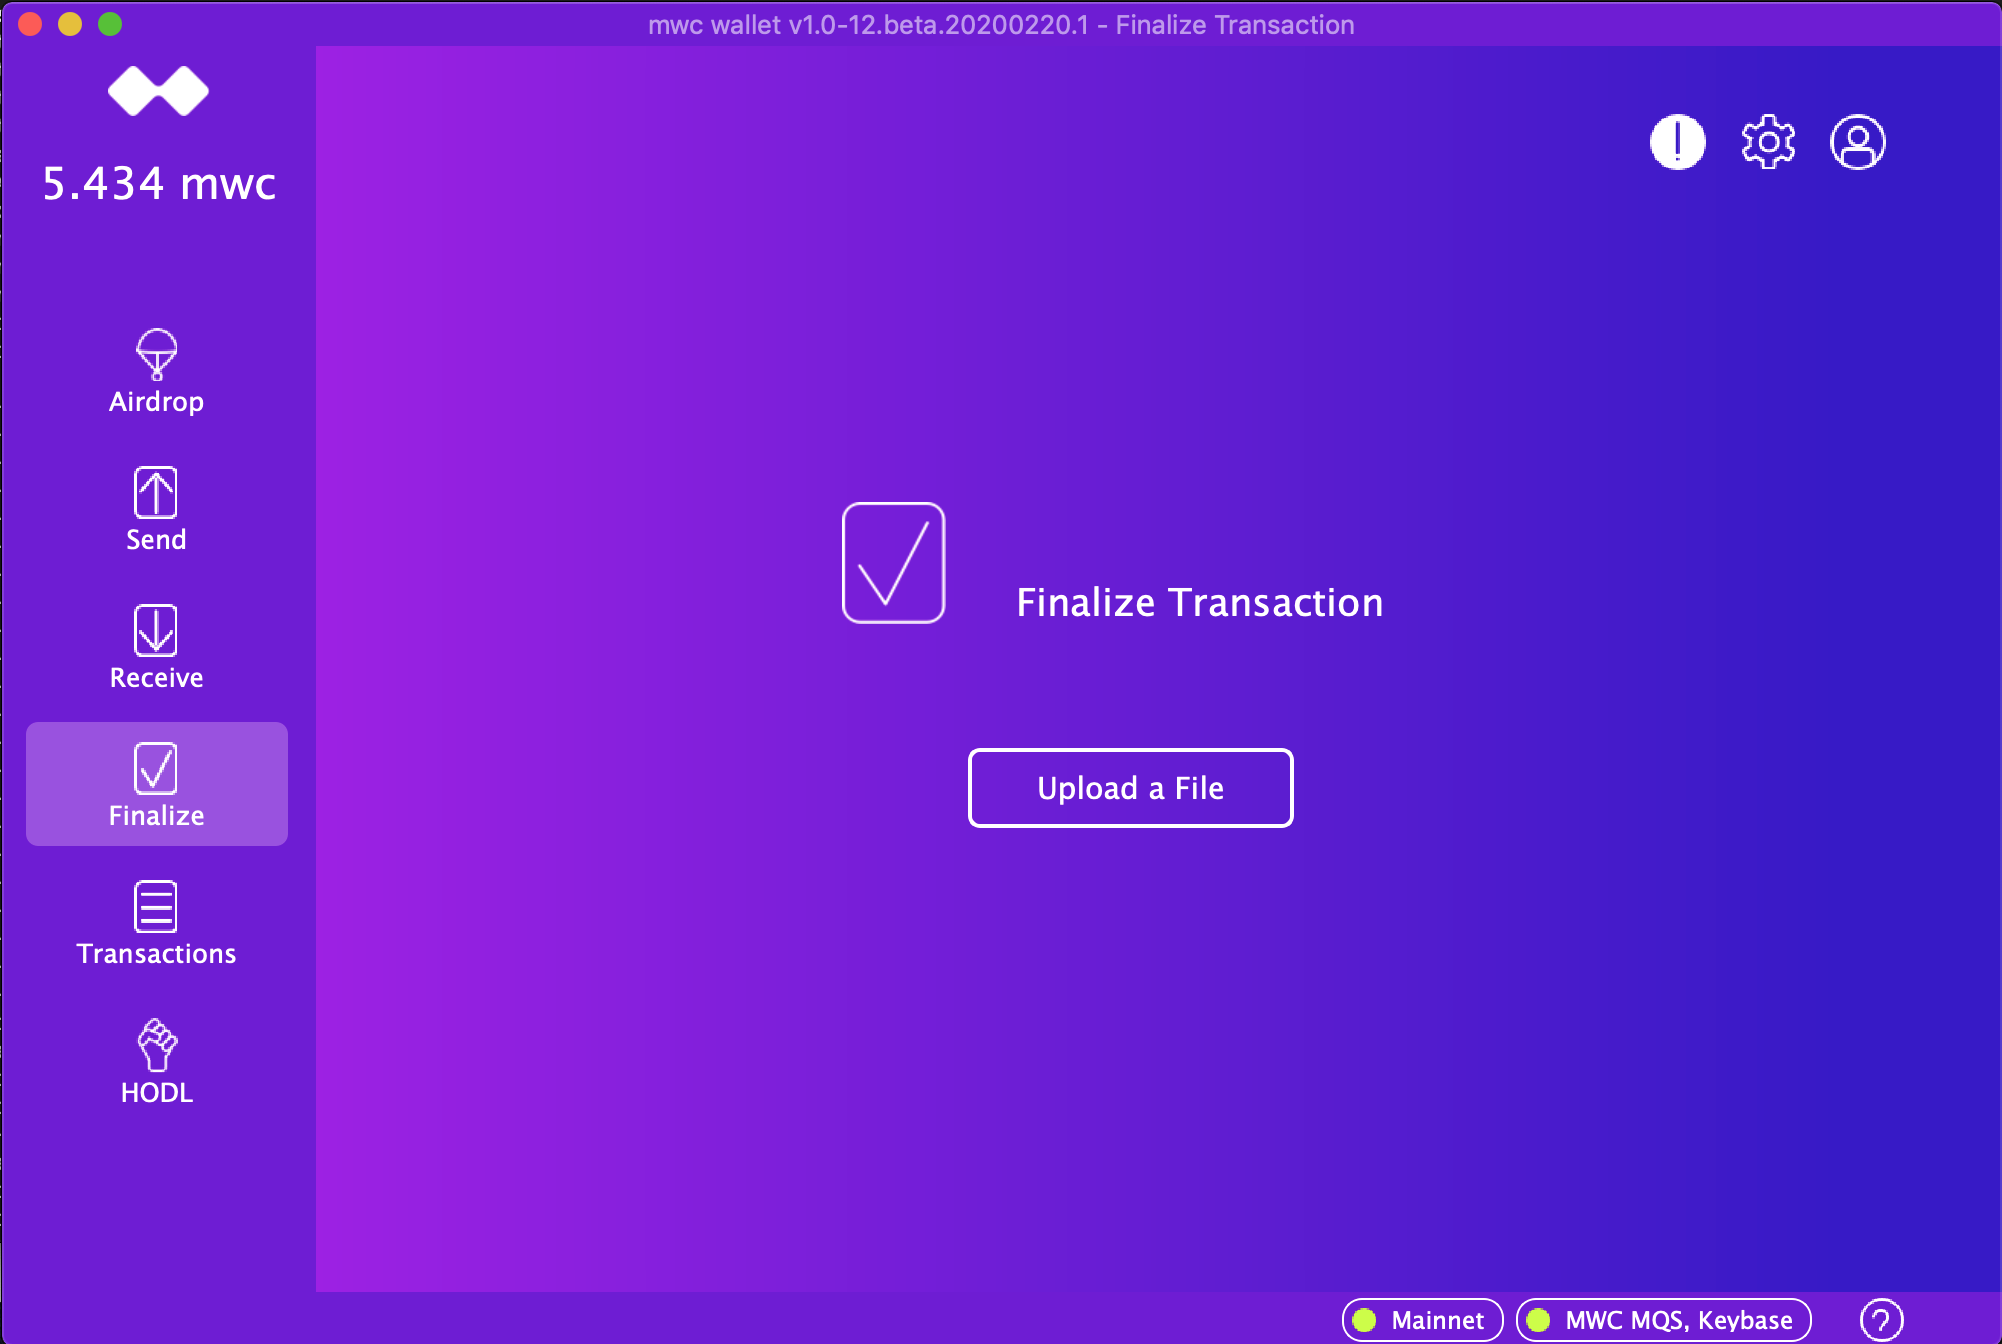 mwc wallet v1.0-12.beta.20200220.1 - Finalize Transaction
5.434 mwc
Airdrop
Send
Receive
Finalize
Transactions
HODL
Finalize Transaction
Upload a File
Mainnet
MWC MQS, Keybase